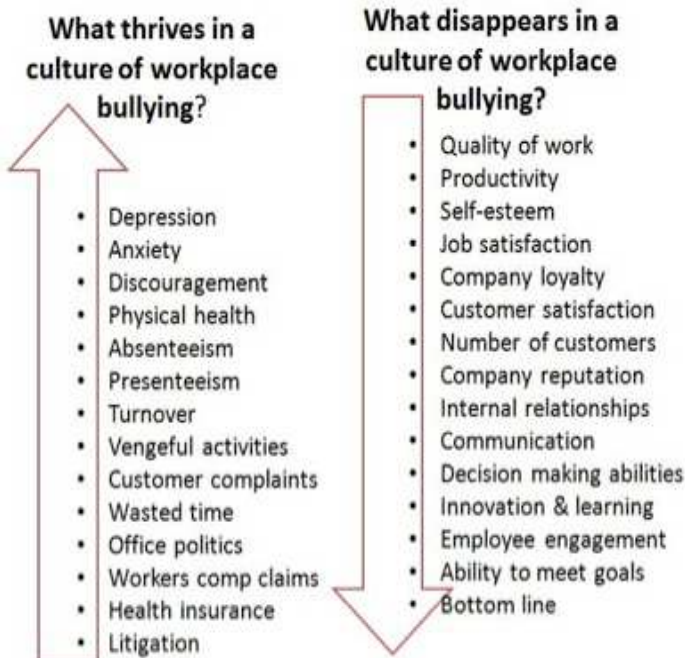 What thrives in a
culture of workplace
bullying?
• Depression
• Anxiety
• Discouragement
• Physical health
• Absenteeism
• Presenteeism
• Turnover
• Vengeful activities
• Customer complaints
• Wasted time
• Office politics
• Workers comp claims
• Health insurance
• Litigation
What disappears in a
culture of workplace
bullying?
• Quality of work
• Productivity
• Self-esteem
• Job satisfaction
• Company loyalty
• Customer satisfaction
• Number of customers
• Company reputation
• Internal relationships
• Communication
• Decision making abilities
• Innovation & learning
• Employee engagement
• Ability to meet goals
• Bottom line